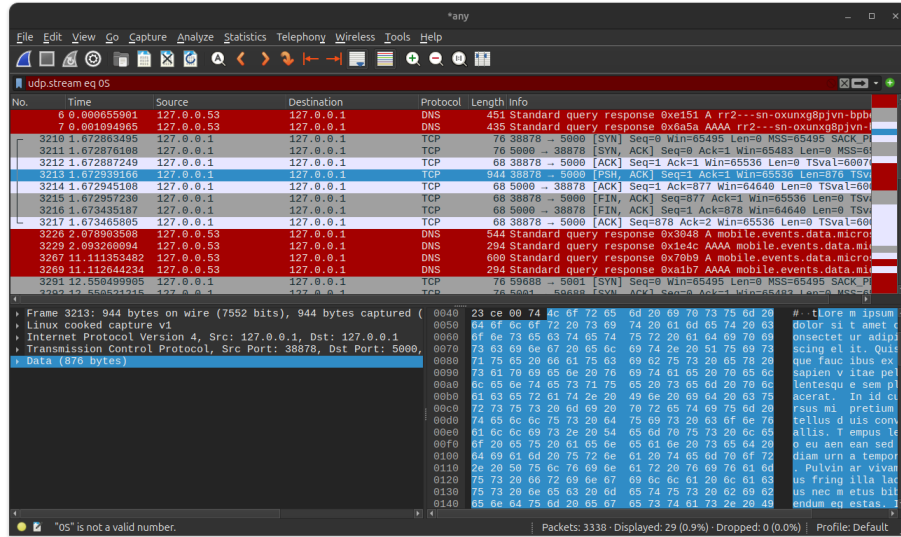 *any
File Edit View Go Capture Analyze Statistics Telephony Wireless Tools Help
udp.stream eq 0S
No. Time Source Destination Protocol Length Info
6 0.000655901 127.0.0.53 127.0.0.1 DNS 451 Standard query response 0xe151 A rr2---sn-oxunxg8pjvn-bpb
7 0.001094965 127.0.0.53 127.0.0.1 DNS 435 Standard query response 0x6a5a AAAA rr2---sn-oxunxg8pjvn-
3210 1.672863495 127.0.0.1 127.0.0.1 TCP 76 38878 → 5000 [SYN] Seq=0 Win=65495 Len=0 MSS=65495 SACK_P
3211 1.672876108 127.0.0.1 127.0.0.1 TCP 76 5000 → 38878 [SYN, ACK] Seq=0 Ack=1 Win=65483 Len=0 MSS=6
3212 1.672887249 127.0.0.1 127.0.0.1 TCP 68 38878 → 5000 [ACK] Seq=1 Ack=1 Win=65536 Len=0 TSval=6007
3213 1.672939166 127.0.0.1 127.0.0.1 TCP 944 38878 → 5000 [PSH, ACK] Seq=1 Ack=1 Win=65536 Len=876 TSv
3214 1.672945108 127.0.0.1 127.0.0.1 TCP 68 5000 → 38878 [ACK] Seq=1 Ack=877 Win=64640 Len=0 TSval=60
3215 1.672957230 127.0.0.1 127.0.0.1 TCP 68 38878 → 5000 [FIN, ACK] Seq=877 Ack=1 Win=65536 Len=0 TSv
3216 1.673435187 127.0.0.1 127.0.0.1 TCP 68 5000 → 38878 [FIN, ACK] Seq=1 Ack=878 Win=64640 Len=0 TSv
3217 1.673465805 127.0.0.1 127.0.0.1 TCP 68 38878 → 5000 [ACK] Seq=878 Ack=2 Win=65536 Len=0 TSval=60
3226 2.078903508 127.0.0.53 127.0.0.1 DNS 544 Standard query response 0x3048 A mobile.events.data.micros
3229 2.093260094 127.0.0.53 127.0.0.1 DNS 294 Standard query response 0x1e4c AAAA mobile.events.data.mi
3267 11.111353482 127.0.0.53 127.0.0.1 DNS 600 Standard query response 0x70b9 A mobile.events.data.micros
3269 11.112644234 127.0.0.53 127.0.0.1 DNS 294 Standard query response 0xa1b7 AAAA mobile.events.data.mi
3291 12.550499905 127.0.0.1 127.0.0.1 TCP 76 59688 → 5001 [SYN] Seq=0 Win=65495 Len=0 MSS=65495 SACK_P
3292 12.550521215 127.0.0.1 127.0.0.1 TCP 76 5001 → 59688 [SYN, ACK] Seq=0 Ack=1 Win=65483 Len=0 MSS=6
Frame 3213: 944 bytes on wire (7552 bits), 944 bytes captured (
Linux cooked capture v1
Internet Protocol Version 4, Src: 127.0.0.1, Dst: 127.0.0.1
Transmission Control Protocol, Src Port: 38878, Dst Port: 5000,
Data (876 bytes)
0040 23 ce 00 74 4c 6f 72 65 6d 20 69 70 73 75 6d 20 #··tLore m ipsum
0050 64 6f 6c 6f 72 20 73 69 74 20 61 6d 65 74 20 63 dolor si t amet c
0060 6f 6e 73 65 63 74 65 74 75 72 20 61 64 69 70 69 onsectet ur adipi
0070 73 63 69 6e 67 20 65 6c 69 74 2e 20 51 75 69 73 scing el it. Quis
0080 71 75 65 20 66 61 75 63 69 62 75 73 20 65 78 20 que fauc ibus ex
0090 73 61 70 69 65 6e 20 76 69 74 61 65 20 70 65 6c sapien v itae pel
00a0 6c 65 6e 74 65 73 71 75 65 20 73 65 6d 20 70 6c lentesqu e sem pl
00b0 61 63 65 72 61 74 2e 20 49 6e 20 69 64 20 63 75 acerat. In id cu
00c0 72 73 75 73 20 6d 69 20 70 72 65 74 69 75 6d 20 rsus mi pretium
00d0 74 65 6c 6c 75 73 20 64 75 69 73 20 63 6f 6e 76 tellus d uis conv
00e0 61 6c 6c 69 73 2e 20 54 65 6d 70 75 73 20 6c 65 allis. T empus le
00f0 6f 20 65 75 20 61 65 6e 65 61 6e 20 73 65 64 20 o eu aen ean sed
0100 64 69 61 6d 20 75 72 6e 61 20 74 65 6d 70 6f 72 diam urn a tempor
0110 2e 20 50 75 6c 76 69 6e 61 72 20 76 69 76 61 6d . Pulvin ar vivam
0120 75 73 20 66 72 69 6e 67 69 6c 6c 61 20 6c 61 63 us fring illa lac
0130 75 73 20 6e 65 63 20 6d 65 74 75 73 20 62 69 62 us nec m etus bib
0140 65 6e 64 75 6d 20 65 67 65 73 74 61 73 2e 20 49 endum eg estas. I
"0S" is not a valid number. Packets: 3338 · Displayed: 29 (0.9%) · Dropped: 0 (0.0%) Profile: Default